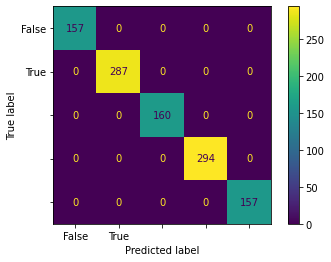 False 157 0 0 0 0 250
True 0 287 0 0 0 200
0 0 160 0 0 150
0 0 0 294 0 100
0 0 0 0 157 50
0
False True
Predicted label
True label